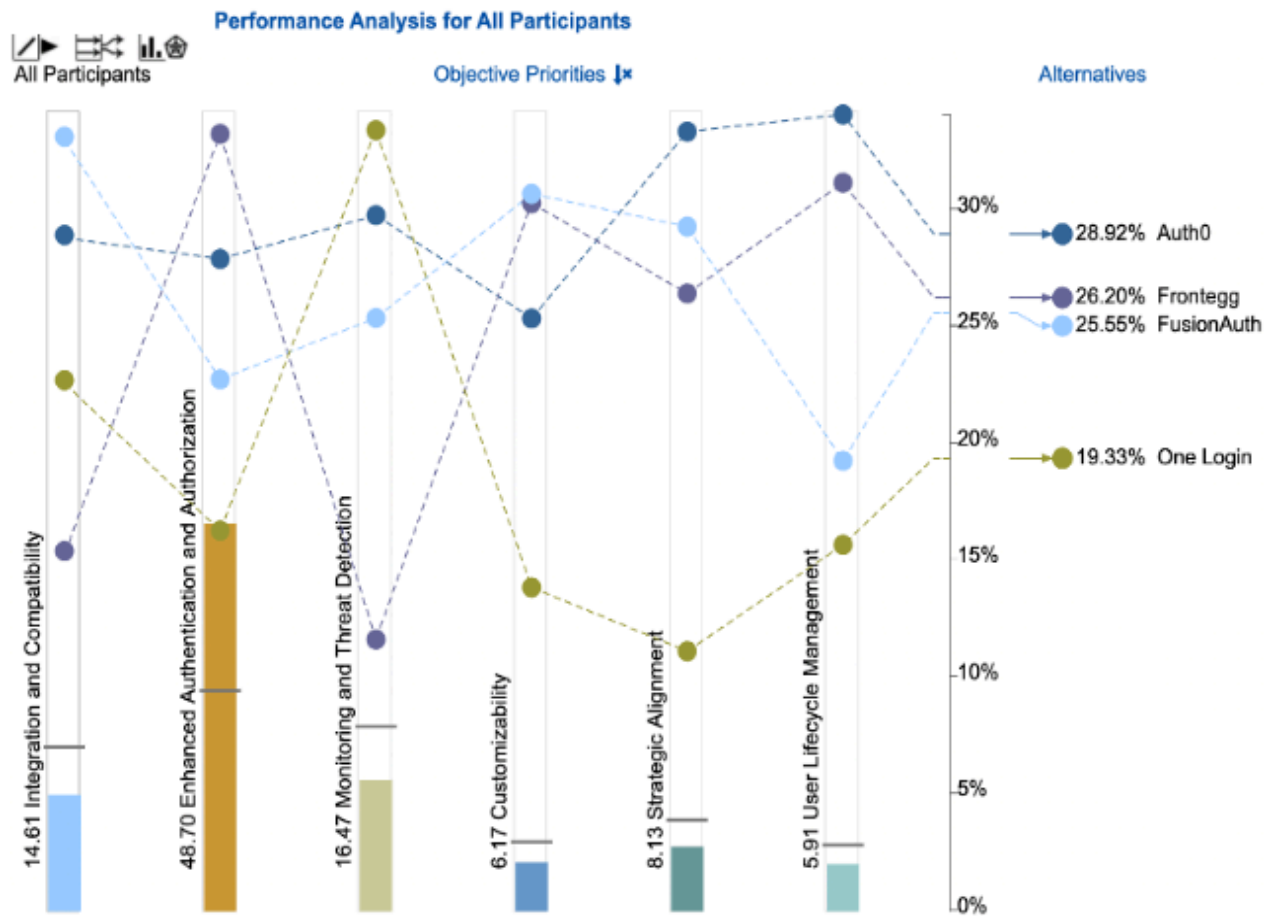 Performance Analysis for All Participants
All Participants
Objective Priorities
Alternatives
14.61 Integration and Compatibility
48.70 Enhanced Authentication and Authorization
16.47 Monitoring and Threat Detection
6.17 Customizability
8.13 Strategic Alignment
5.91 User Lifecycle Management
30%
25%
20%
15%
10%
5%
0%
28.92% Auth0
26.20% Frontegg
25.55% FusionAuth
19.33% One Login